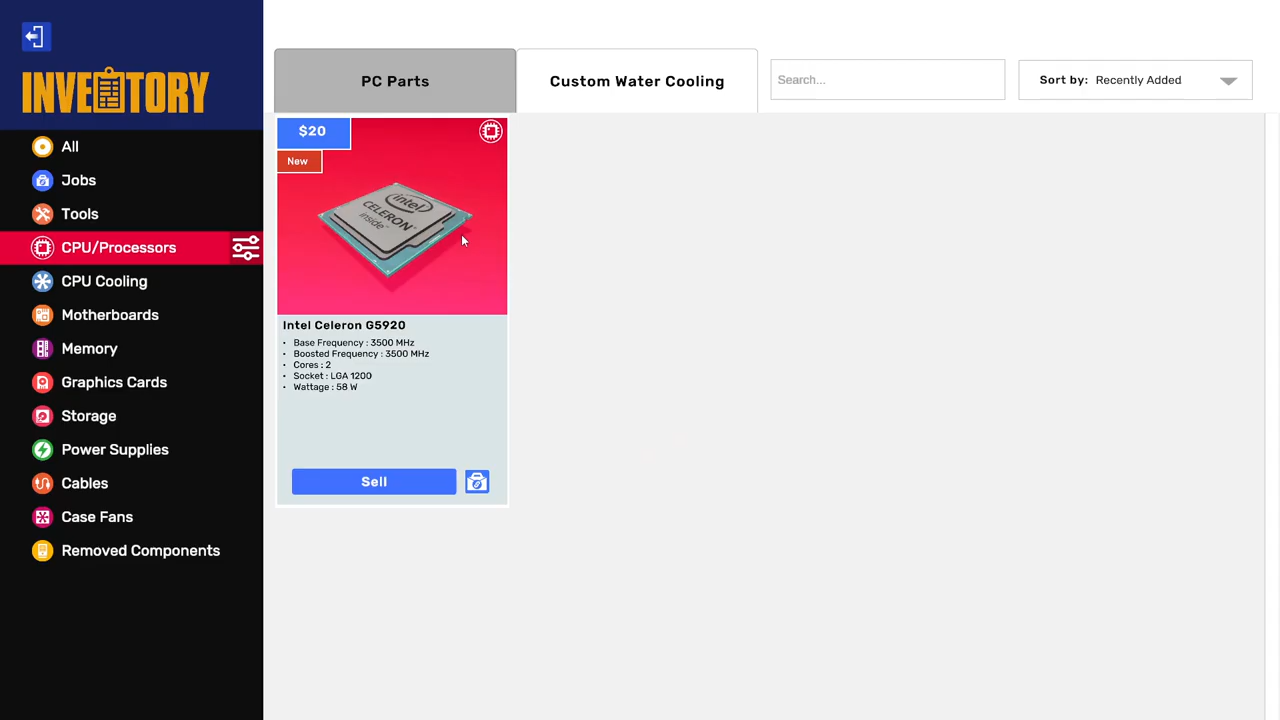 INVENTORY
All
Jobs
Tools
CPU/Processors
CPU Cooling
Motherboards
Memory
Graphics Cards
Storage
Power Supplies
Cables
Case Fans
Removed Components
PC Parts
Custom Water Cooling
Search...
Sort by: Recently Added
$20
New
intel
CELERON
inside™
Intel Celeron G5920
• Base Frequency : 3500 MHz
• Boosted Frequency : 3500 MHz
• Cores : 2
• Socket : LGA 1200
• Wattage : 58 W
Sell